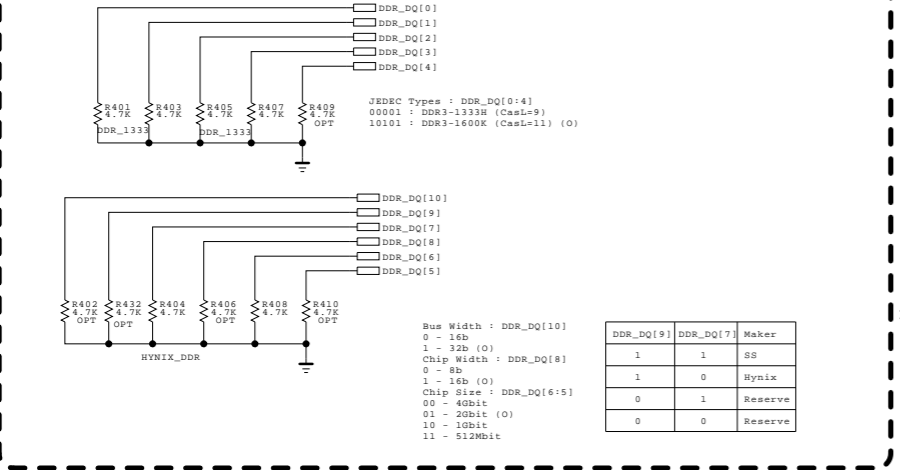 DDR_DQ[0]
DDR_DQ[1]
DDR_DQ[2]
DDR_DQ[3]
DDR_DQ[4]
R401 R403 R405 R407 R409
4.7K 4.7K 4.7K 4.7K 4.7K
OPT
DDR_1333 DDR_1333
JEDEC Types : DDR_DQ[0:4]
00001 : DDR3-1333H (CasL=9)
10101 : DDR3-1600K (CasL=11) (O)
DDR_DQ[10]
DDR_DQ[9]
DDR_DQ[7]
DDR_DQ[8]
DDR_DQ[6]
DDR_DQ[5]
R402 R432 R404 R406 R408 R410
4.7K 4.7K 4.7K 4.7K 4.7K 4.7K
OPT OPT OPT OPT
HYNIX_DDR
Bus Width : DDR_DQ[10]
0 - 16b
1 - 32b (O)
Chip Width : DDR_DQ[8]
0 - 8b
1 - 16b (O)
Chip Size : DDR_DQ[6:5]
00 - 4Gbit
01 - 2Gbit (O)
10 - 1Gbit
11 - 512Mbit
DDR_DQ[9] DDR_DQ[7] Maker
1 1 SS
1 0 Hynix
0 1 Reserve
0 0 Reserve